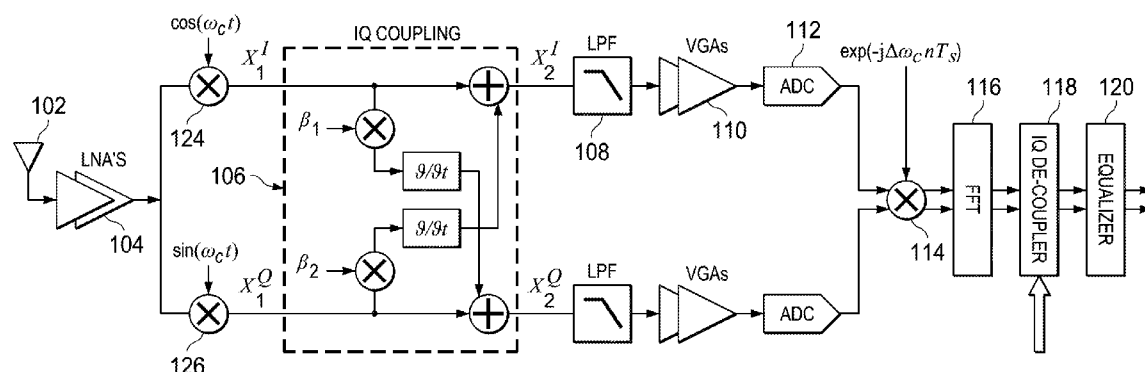 cos(ω_C t)
IQ COUPLING
X_1^I
X_2^I
LPF
VGAs
112
exp(-jΔω_C nT_S)
102
124
β_1
ADC
116
118
120
108
110
LNA'S
106
ϑ/ϑt
FFT
IQ DE-COUPLER
EQUALIZER
104
ϑ/ϑt
114
sin(ω_C t)
β_2
X_1^Q
X_2^Q
LPF
VGAs
ADC
126